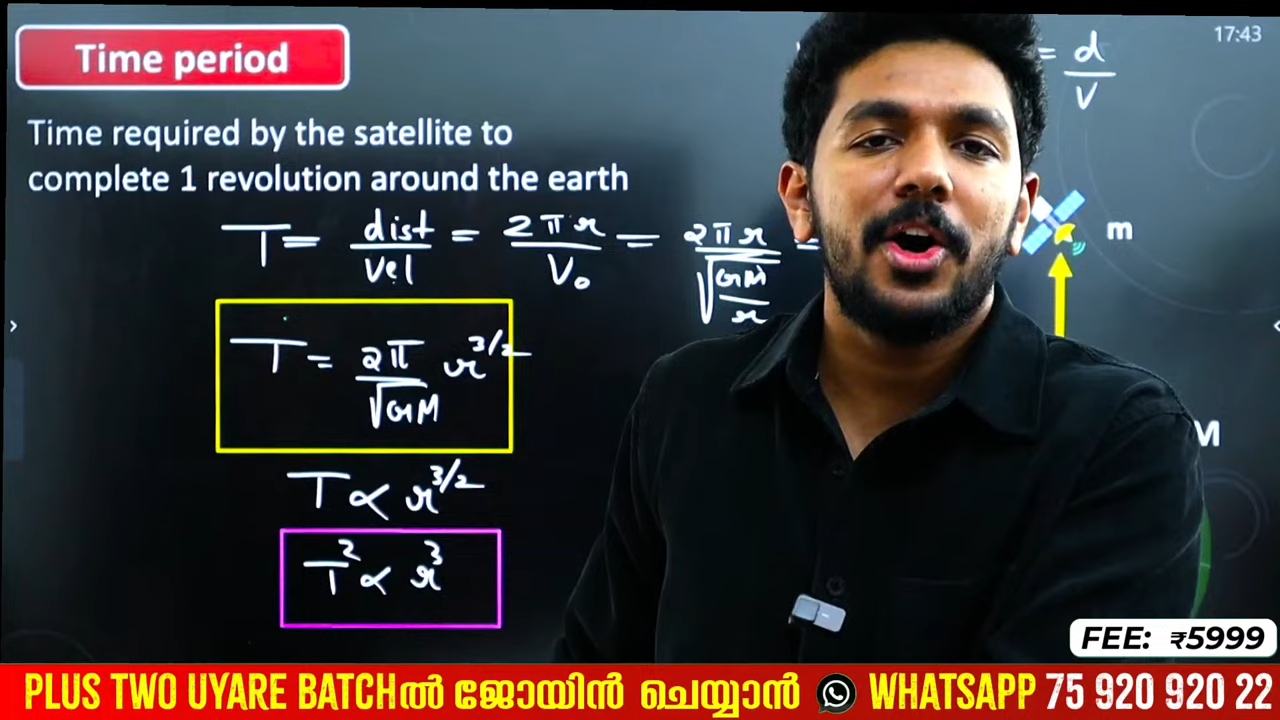 17:43
Time period
= d/V
Time required by the satellite to
complete 1 revolution around the earth
T = dist/Vel = 2πr/V₀ = 2πr/√(GM/r) =
m
T = 2π/√GM r^3/2
M
T ∝ r^3/2
T² ∝ r³
FEE: ₹5999
PLUS TWO UYARE BATCHൽ ജോയിൻ ചെയ്യാൻ WHATSAPP 75 920 920 22